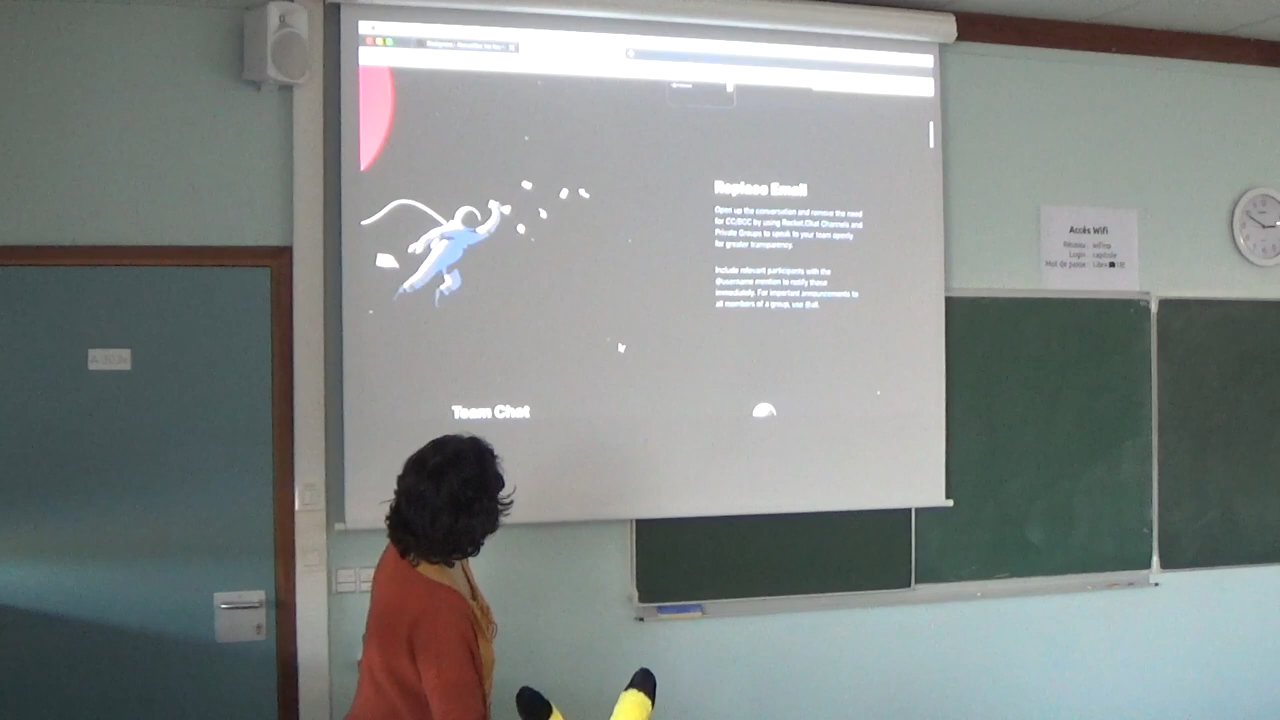 Replace Email
Open up the conversation and remove the need
for CC/BCC by using Rocket.Chat Channels and
Private Groups to speak to your team openly
for greater transparency.
Include relevant participants with the
@username mention to notify them
immediately. For important announcements to
all members of a group, use @all.
Team Chat
Accès Wifi
Réseau : wifirep
Login : capitole
Mot de passe :